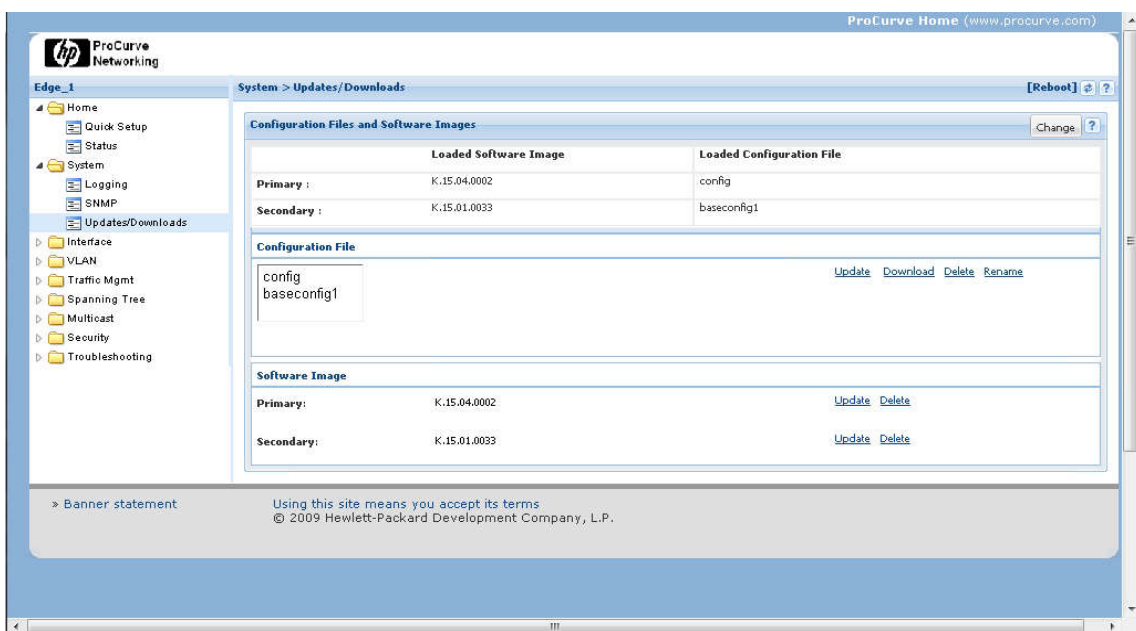 ProCurve Home (www.procurve.com)
hp ProCurve
Networking
Edge_1
System > Updates/Downloads
[Reboot] ?
Home
Quick Setup
Status
System
Logging
SNMP
Updates/Downloads
Interface
VLAN
Traffic Mgmt
Spanning Tree
Multicast
Security
Troubleshooting
Configuration Files and Software Images
Change ?
Loaded Software Image Loaded Configuration File
Primary : K.15.04.0002 config
Secondary : K.15.01.0033 baseconfig1
Configuration File
config
baseconfig1
Update Download Delete Rename
Software Image
Primary: K.15.04.0002 Update Delete
Secondary: K.15.01.0033 Update Delete
» Banner statement
Using this site means you accept its terms
© 2009 Hewlett-Packard Development Company, L.P.